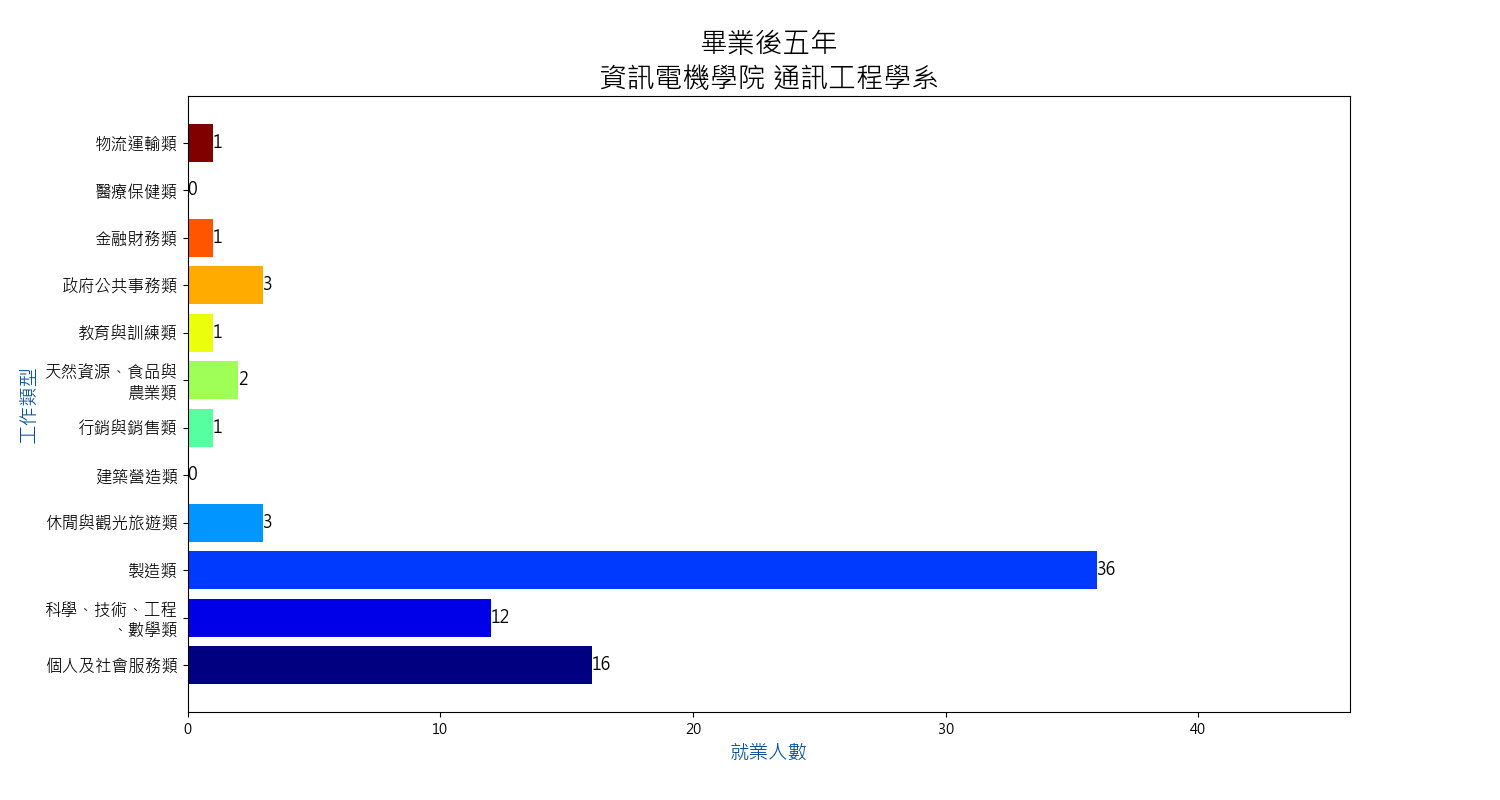 畢業後五年
資訊電機學院 通訊工程學系
工作類型
物流運輸類 1
醫療保健類 0
金融財務類 1
政府公共事務類 3
教育與訓練類 1
天然資源、食品與
農業類 2
行銷與銷售類 1
建築營造類 0
休閒與觀光旅遊類 3
製造類 36
科學、技術、工程
、數學類 12
個人及社會服務類 16
0 10 20 30 40
就業人數